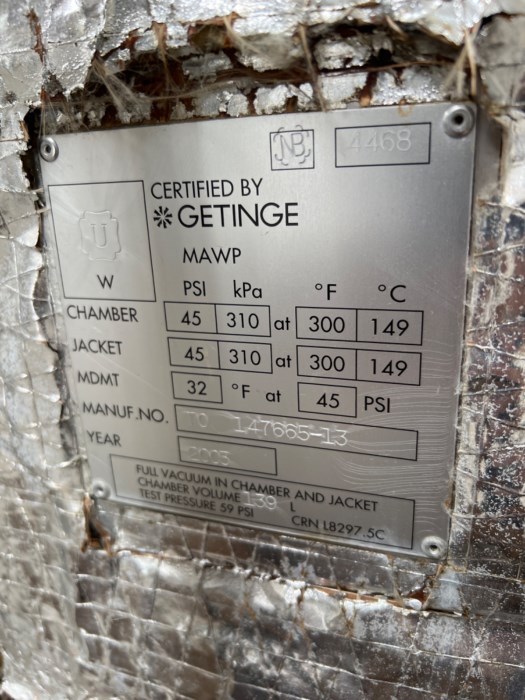 NB 4468
CERTIFIED BY
GETINGE
U
W
MAWP
PSI kPa °F °C
CHAMBER 45 310 at 300 149
JACKET 45 310 at 300 149
MDMT 32 °F at 45 PSI
MANUF.NO. TO 147665-13
YEAR 2005
FULL VACUUM IN CHAMBER AND JACKET
CHAMBER VOLUME L
TEST PRESSURE 59 PSI CRN L8297.5C